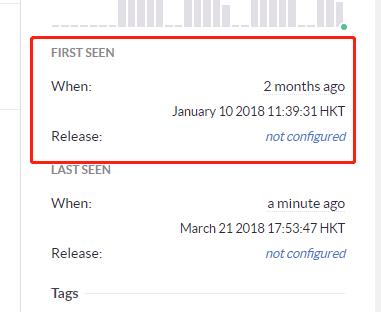 FIRST SEEN
When: 2 months ago
January 10 2018 11:39:31 HKT
Release: not configured
LAST SEEN
When: a minute ago
March 21 2018 17:53:47 HKT
Release: not configured
Tags